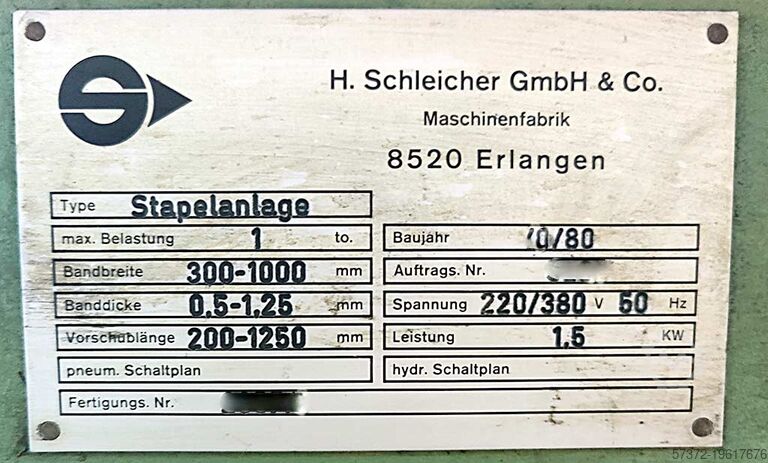 H. Schleicher GmbH & Co.
Maschinenfabrik
8520 Erlangen
Type Stapelanlage
max. Belastung 1 to.
Bandbreite 300-1000 mm
Banddicke 0,5-1,25 mm
Vorschublänge 200-1250 mm
pneum. Schaltplan
Baujahr /80
Auftrags. Nr.
Spannung 220/380 V 50 Hz
Leistung 1.5 KW
hydr. Schaltplan
Fertigungs. Nr.
57372-19617676